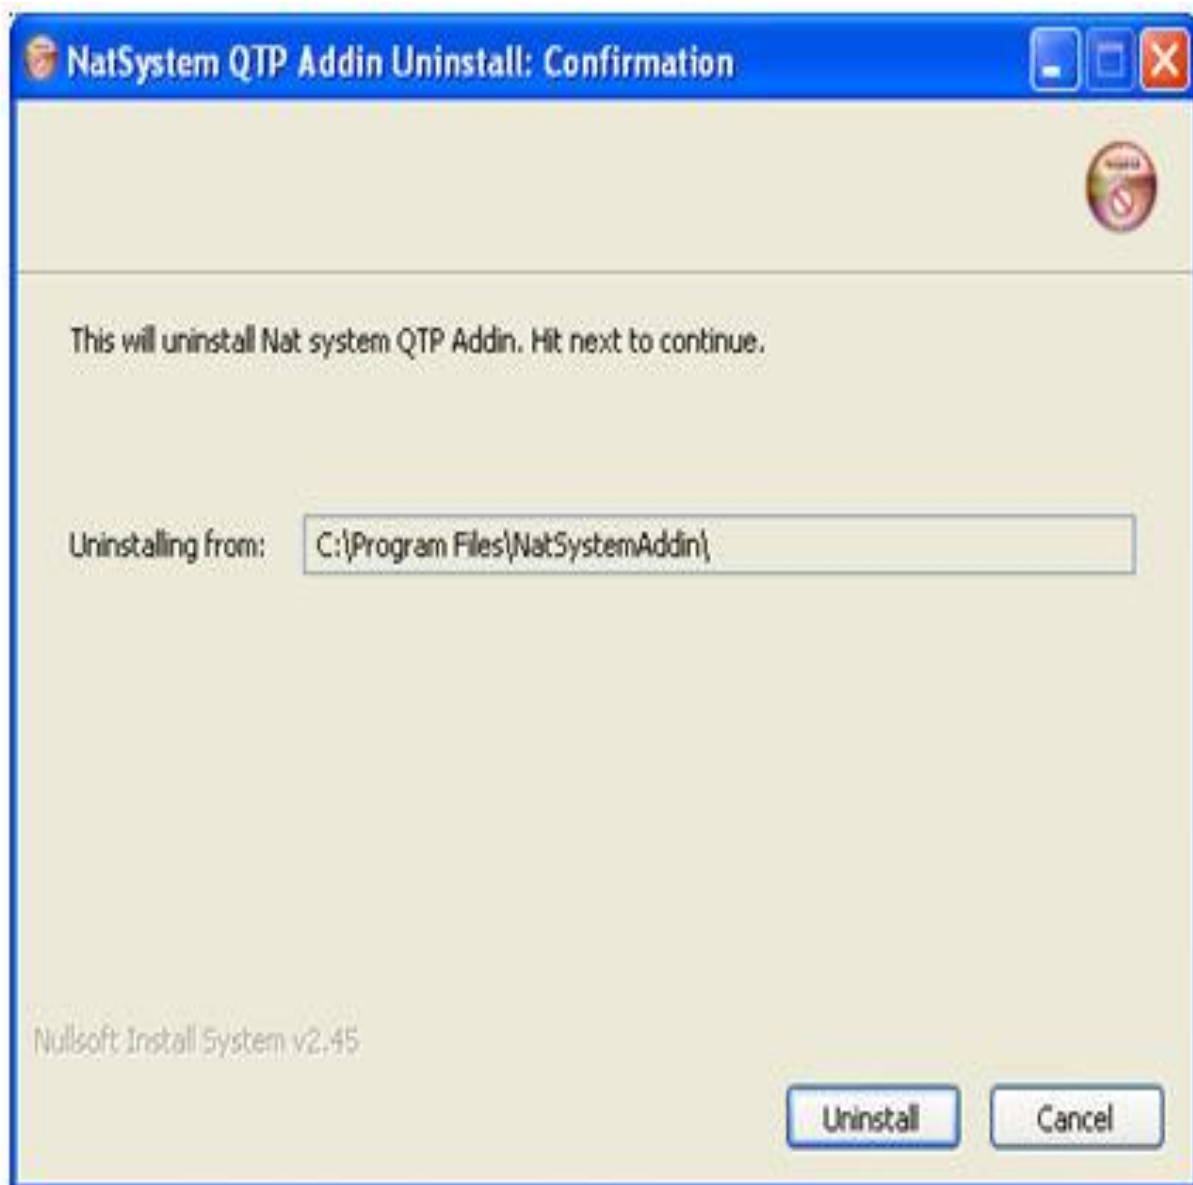 NatSystem QTP Addin Uninstall: Confirmation
This will uninstall Nat system QTP Addin. Hit next to continue.
Uninstalling from: C:\Program Files\NatSystemAddin\
Nullsoft Install System v2.45
Uninstall Cancel